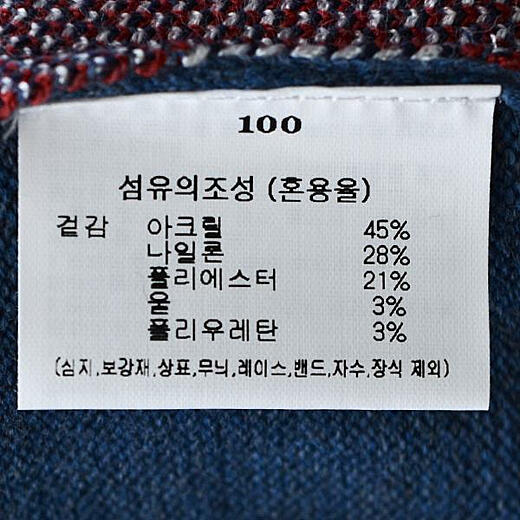 100
섬유의조성 (혼용율)
겉감 아크릴 45%
나일론 28%
폴리에스터 21%
울 3%
폴리우레탄 3%
(심지,보강재,상표,무늬,레이스,밴드,자수,장식 제외)